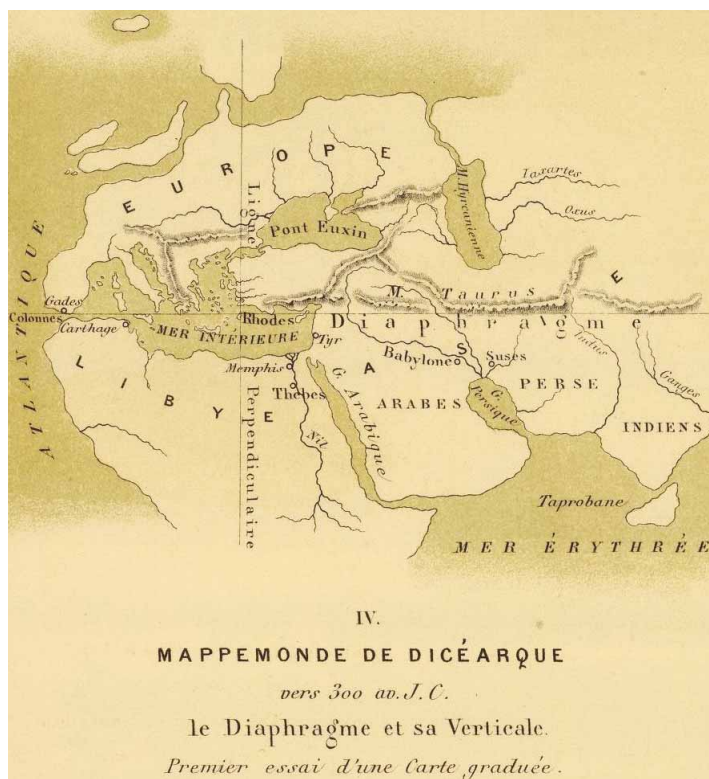 EUROPE
ATLANTIQUE
Ligne
Perpendiculaire
M. Hyrcanienne
Iaxartes
Oxus
Pont Euxin
M. Taurus
Gades
Colonnes
Carthage
MER INTÉRIEURE
Rhodes
Diaphragme
Tyr
Memphis
Thèbes
LIBYE
Nil
G. Arabique
ASIE
Babylone
Suses
ARABES
G. Persique
PERSE
Indus
Ganges
INDIENS
Taprobane
MER ÉRYTHRÉE
IV.
MAPPEMONDE DE DICÉARQUE
vers 300 av. J. C.
le Diaphragme et sa Verticale.
Premier essai d'une Carte graduée.